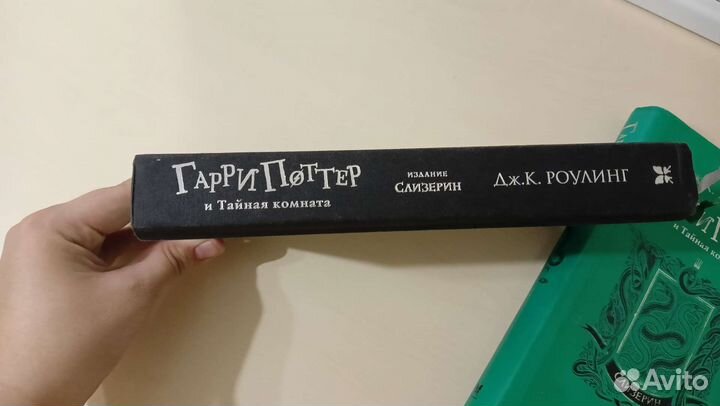 ГАРРИ ПОТТЕР
и Тайная комната
ИЗДАНИЕ
СЛИЗЕРИН
ДЖ.К. РОУЛИНГ
и Тайная
Avito